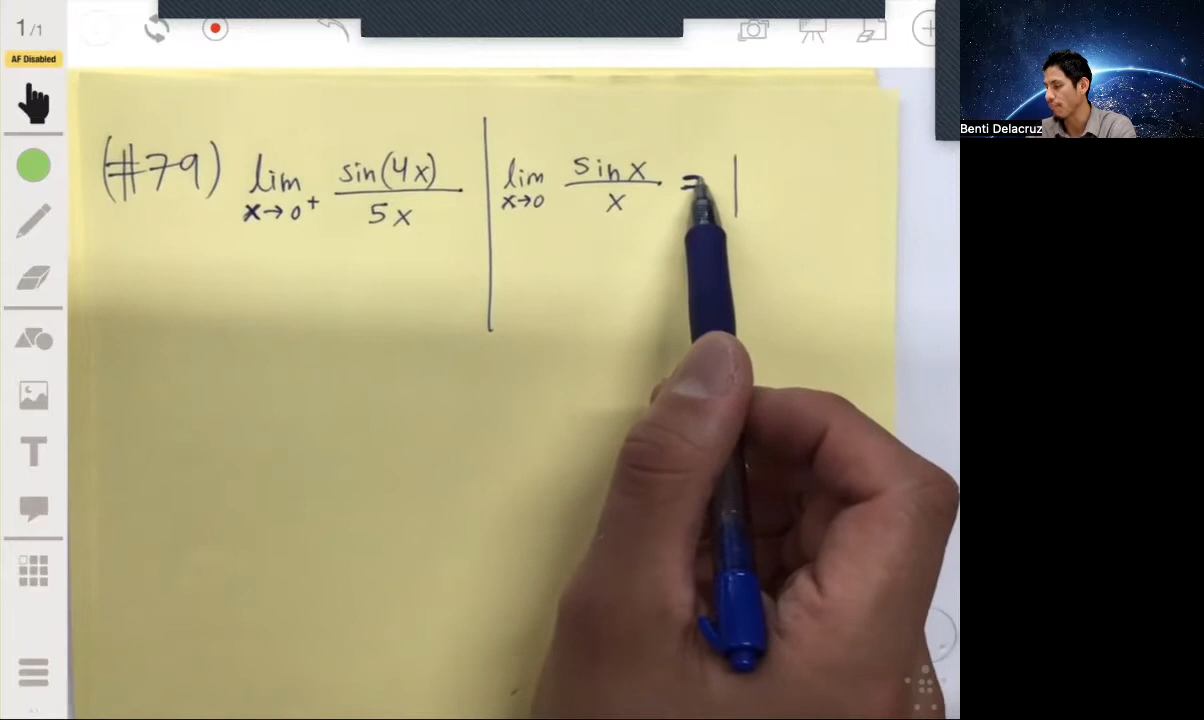 1/1
AF Disabled
Benti Delacruz
(#79) lim x→0⁺ sin(4x) / 5x | lim x→0 sin x / x = |
T